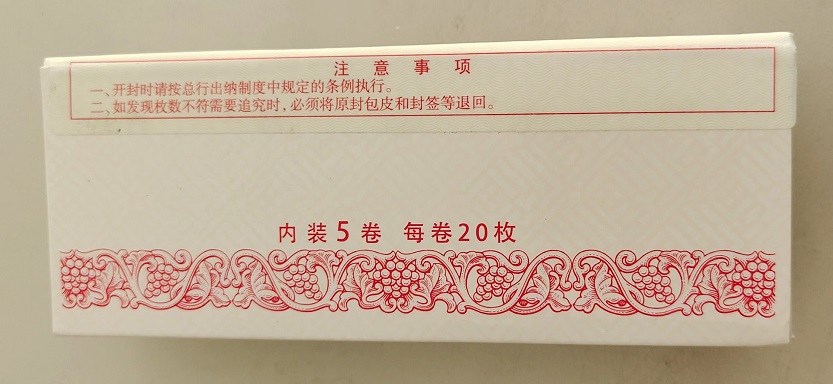 注意事项
一、开封时请按总行出纳制度中规定的条例执行。
二、如发现枚数不符需要追究时，必须将原封包皮和封签等退回。
内装5卷 每卷20枚